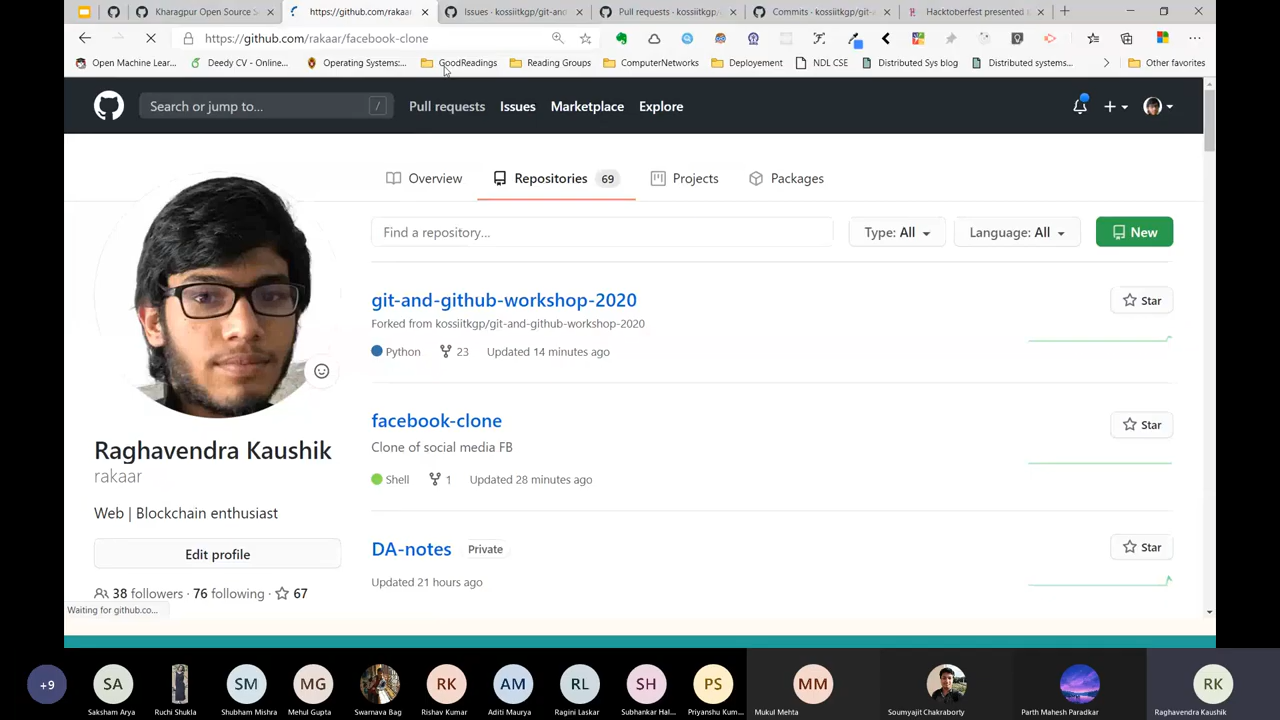 Kharagpur Open Source S
https://github.com/rakaar
Issues · kossiitkgp/git-and
Pull requests · kossiitkgp/
Commits · kossiitkgp/git-a
Hacktoberfest presented
https://github.com/rakaar/facebook-clone
Open Machine Lear...
Deedy CV - Online...
Operating Systems:...
GoodReadings
Reading Groups
ComputerNetworks
Deployement
NDL CSE
Distributed Sys blog
Distributed systems...
Other favorites
Search or jump to...
/
Pull requests
Issues
Marketplace
Explore
Overview
Repositories 69
Projects
Packages
Find a repository...
Type: All
Language: All
New
git-and-github-workshop-2020
Star
Forked from kossiitkgp/git-and-github-workshop-2020
Python 23 Updated 14 minutes ago
facebook-clone
Star
Clone of social media FB
Shell 1 Updated 28 minutes ago
DA-notes Private
Star
Updated 21 hours ago
Raghavendra Kaushik
rakaar
Web | Blockchain enthusiast
Edit profile
38 followers · 76 following · 67
Waiting for github.co...
+9
SA
SM
MG
RK
AM
RL
SH
PS
MM
RK
Saksham Arya
Ruchi Shukla
Shubham Mishra
Mehul Gupta
Swarnava Bag
Rishav Kumar
Aditi Maurya
Ragini Laskar
Subhankar Hal...
Priyanshu Kum...
Mukul Mehta
Soumyajit Chakraborty
Parth Mahesh Paradkar
Raghavendra Kaushik